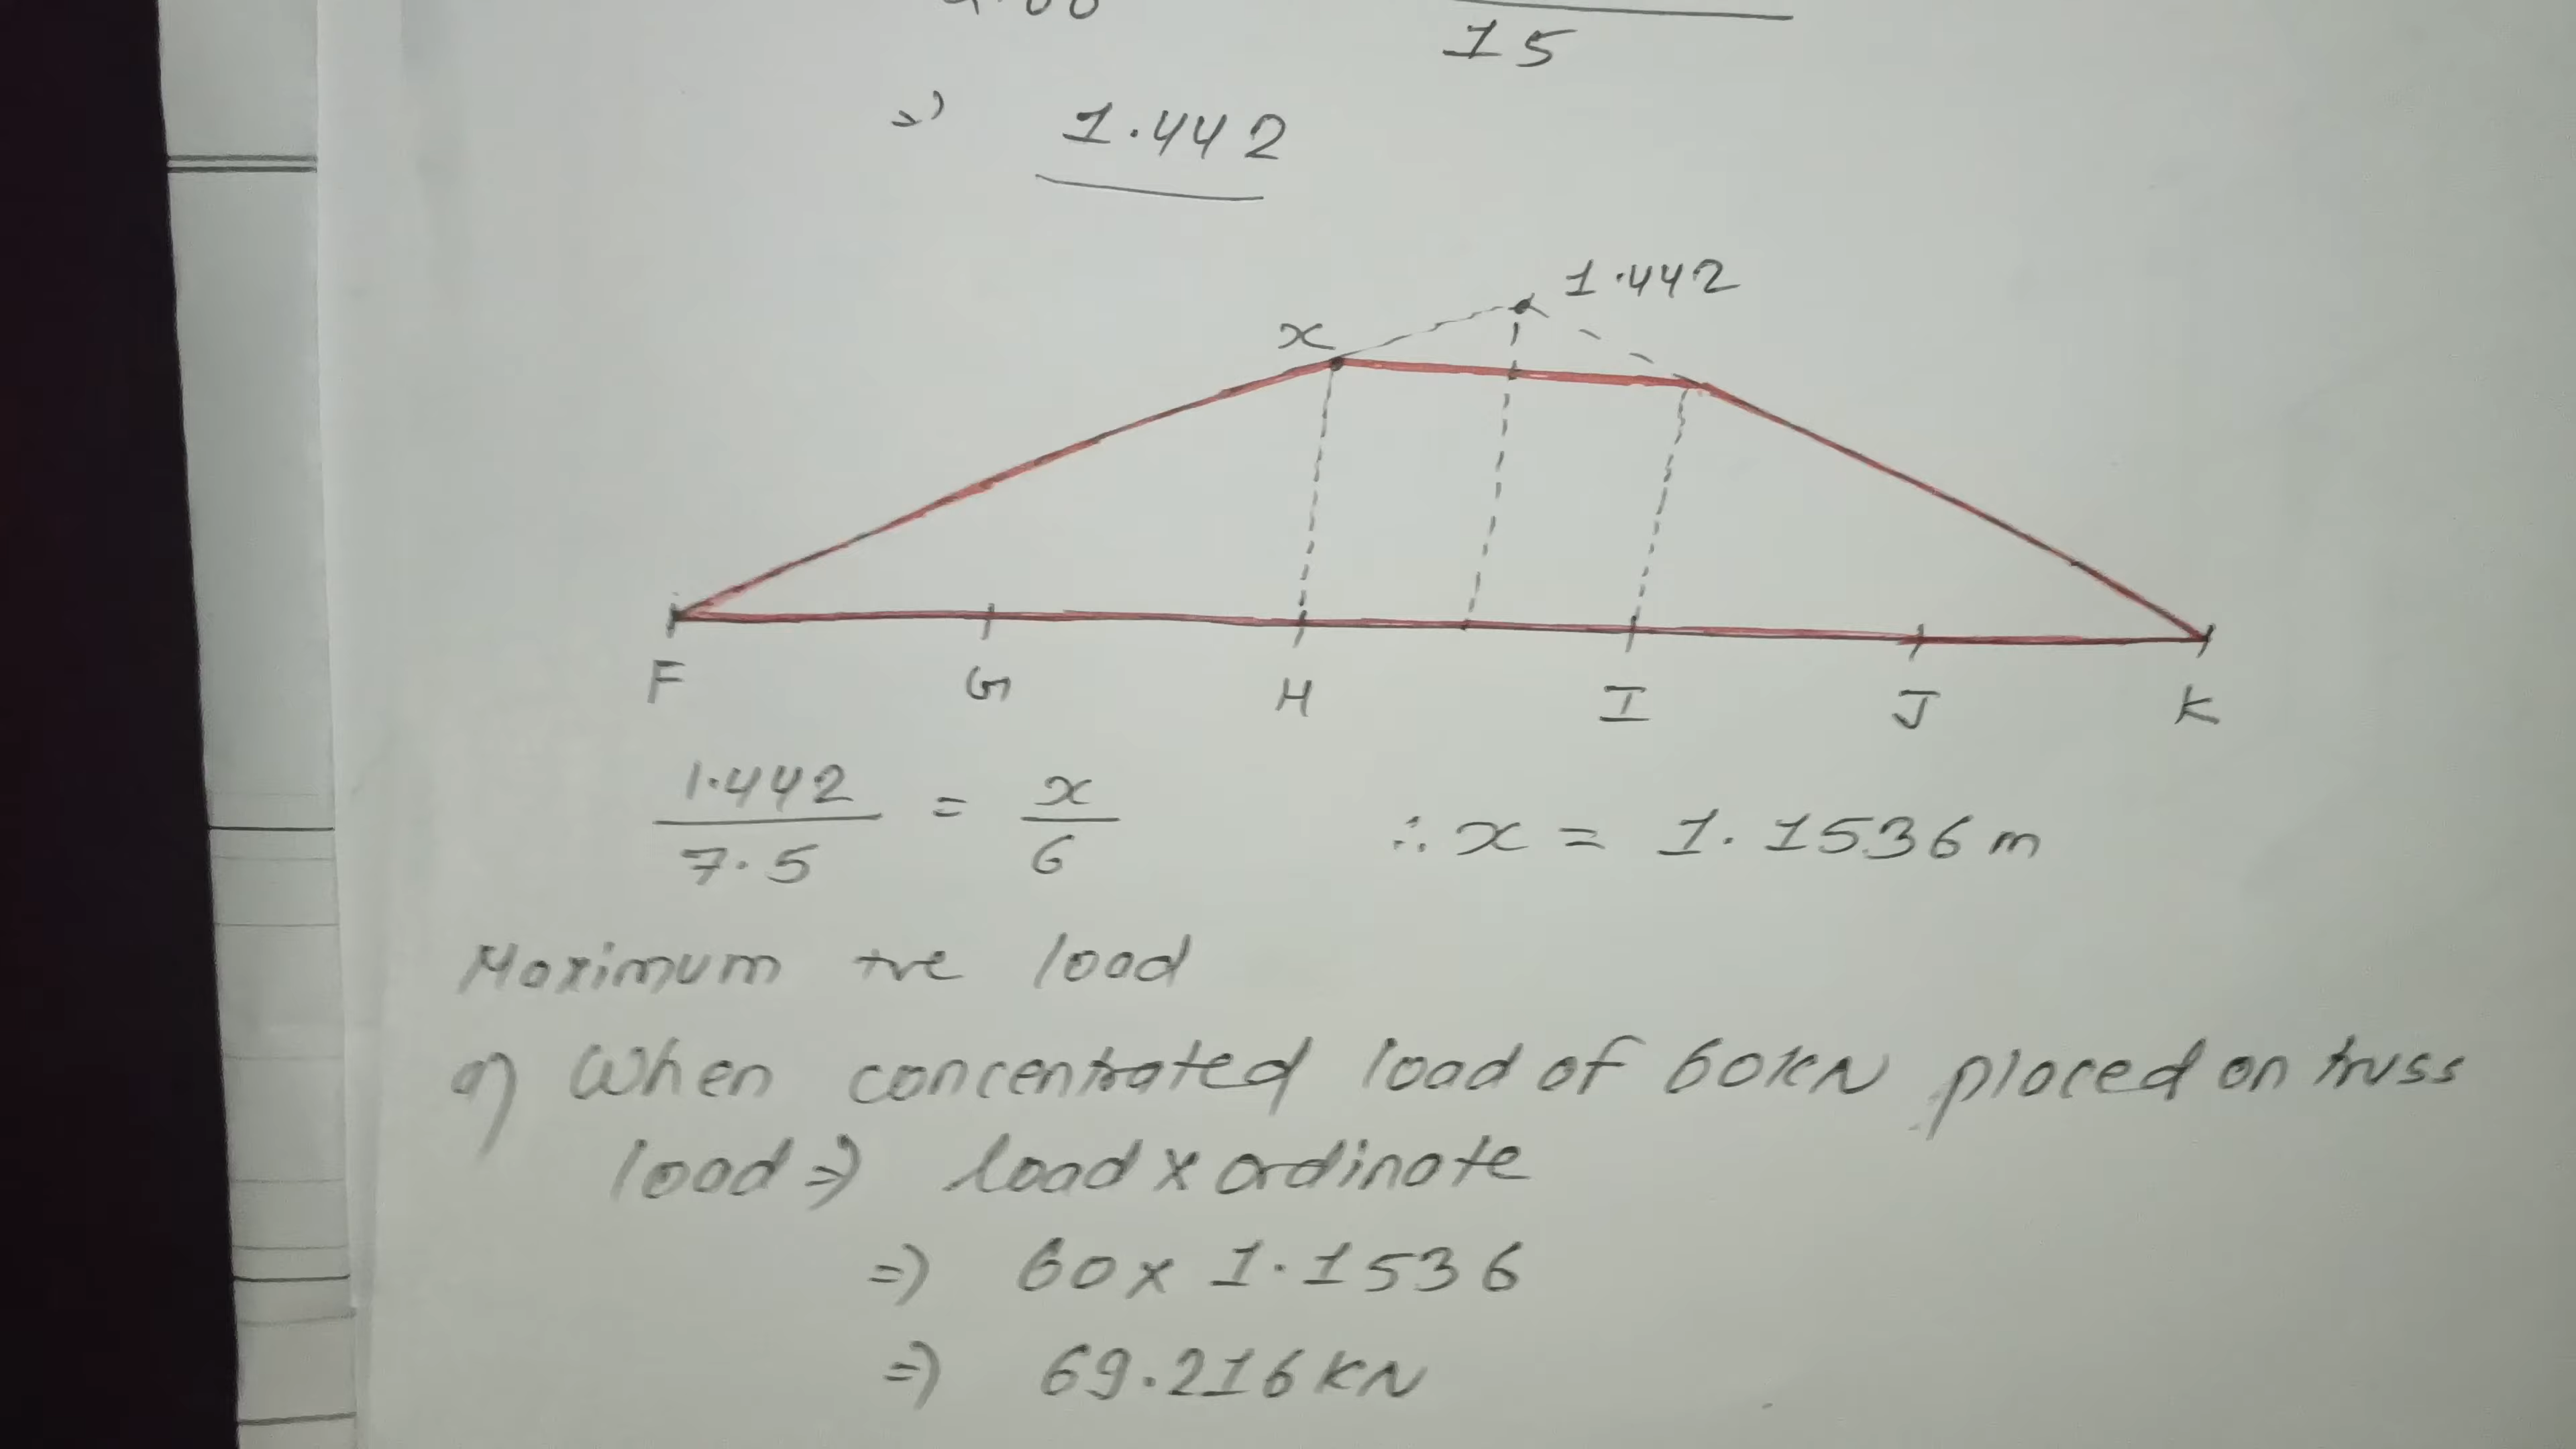 15
=> 1.442
1.442
x
F G H I J K
1.442 / 7.5 = x / 6 ∴ x = 1.1536 m
Maximum +ve load
a) When concentrated load of 60KN placed on truss
load => load x ordinate
=> 60 x 1.1536
=> 69.216 KN